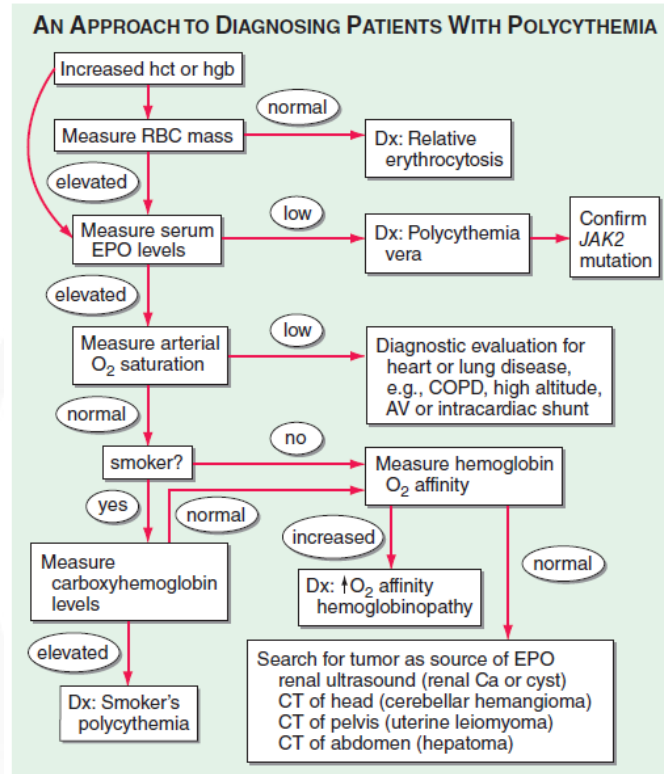 AN APPROACH TO DIAGNOSING PATIENTS WITH POLYCYTHEMIA
Increased hct or hgb
normal
Measure RBC mass
Dx: Relative
erythrocytosis
elevated
low
Measure serum
EPO levels
Dx: Polycythemia
vera
Confirm
JAK2
mutation
elevated
low
Measure arterial
O2 saturation
Diagnostic evaluation for
heart or lung disease,
e.g., COPD, high altitude,
AV or intracardiac shunt
normal
no
smoker?
Measure hemoglobin
O2 affinity
yes
normal
increased
normal
Measure
carboxyhemoglobin
levels
Dx: ↑O2 affinity
hemoglobinopathy
elevated
Dx: Smoker's
polycythemia
Search for tumor as source of EPO
renal ultrasound (renal Ca or cyst)
CT of head (cerebellar hemangioma)
CT of pelvis (uterine leiomyoma)
CT of abdomen (hepatoma)